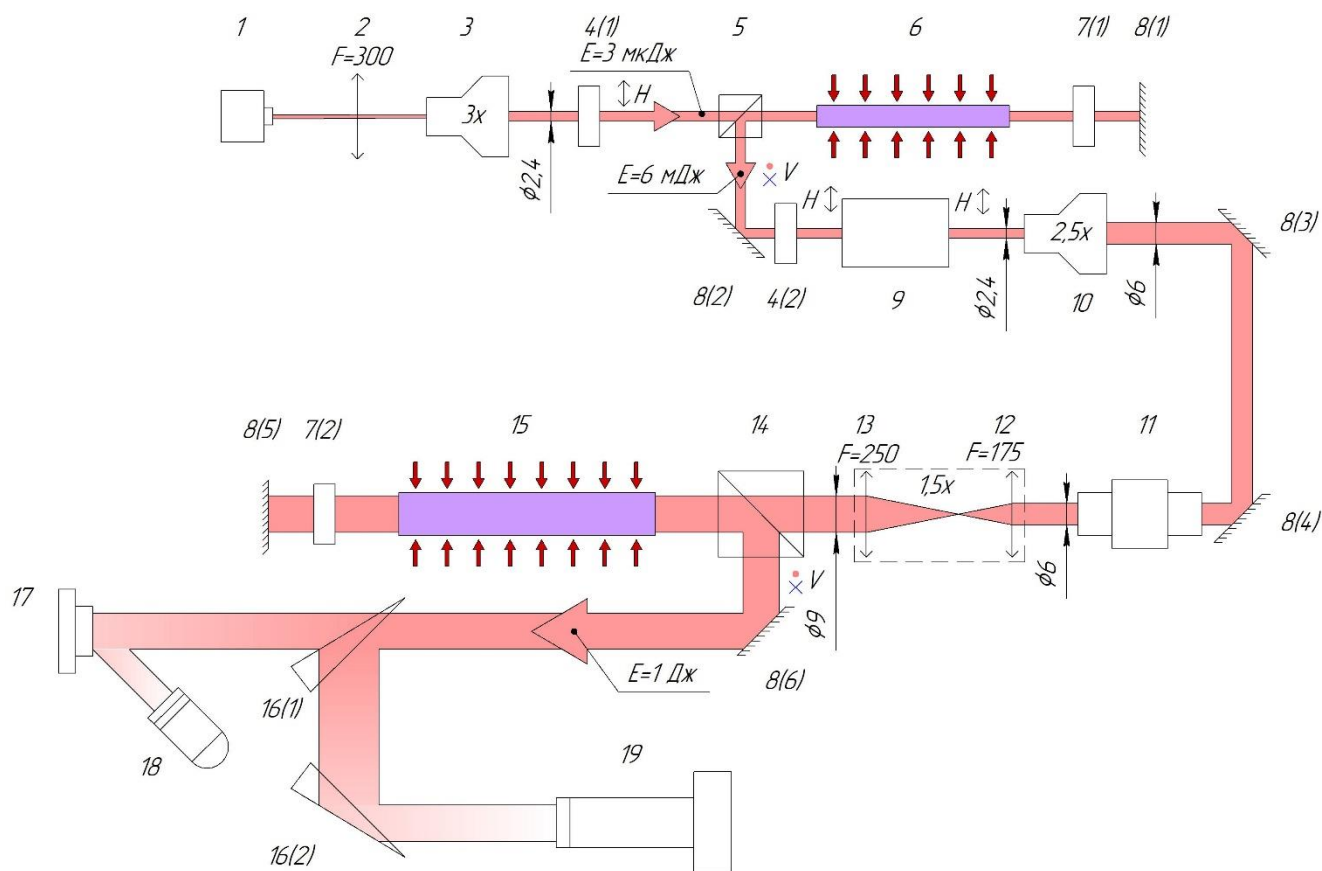 1 2 3 4(1) 5 6 7(1) 8(1)
F=300
E=3 мкДж
H
3x
ϕ2,4
E=6 мДж
V
H H
2,5x
8(3)
8(2) 4(2) 9 ϕ2,4 10 ϕ6
8(5) 7(2) 15 14 13 12 11
F=250 F=175
1,5x
8(4)
V
ϕ9
ϕ6
17
E=1 Дж
8(6)
16(1)
18
19
16(2)